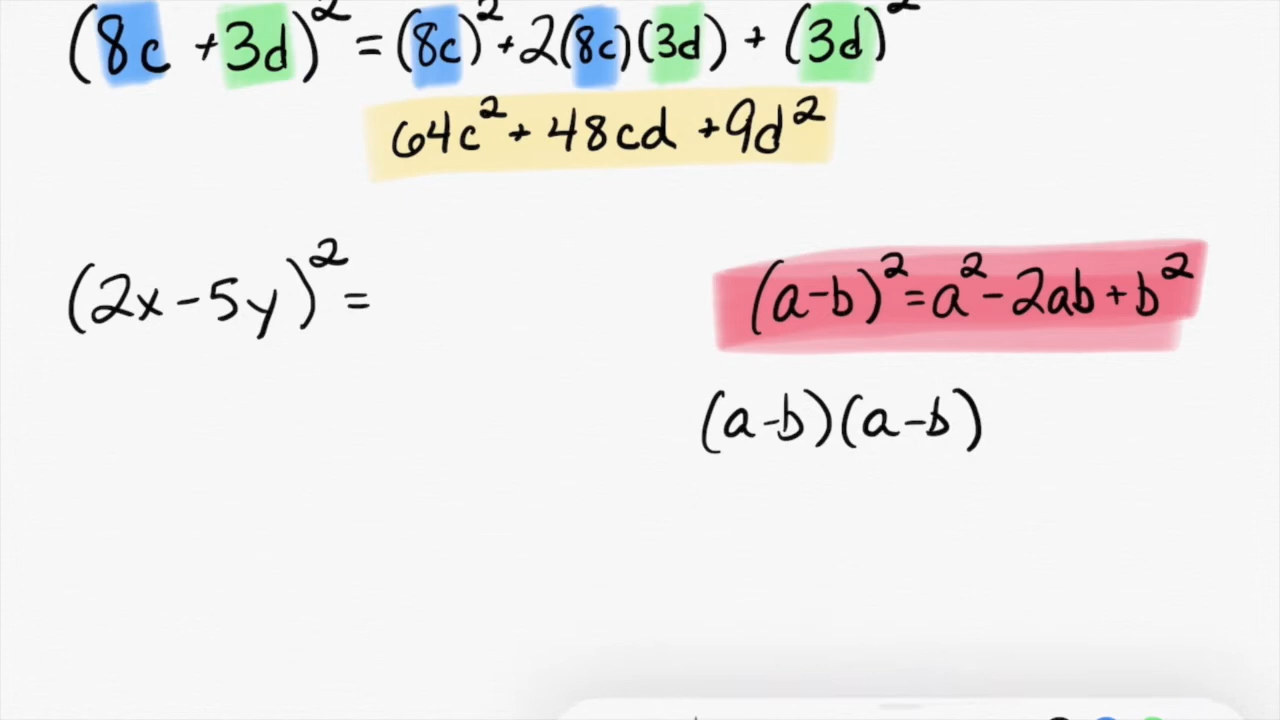 (8c + 3d)² = (8c)² + 2(8c)(3d) + (3d)²
64c² + 48cd + 9d²
(2x - 5y)² =
(a-b)² = a² - 2ab + b²
(a-b)(a-b)